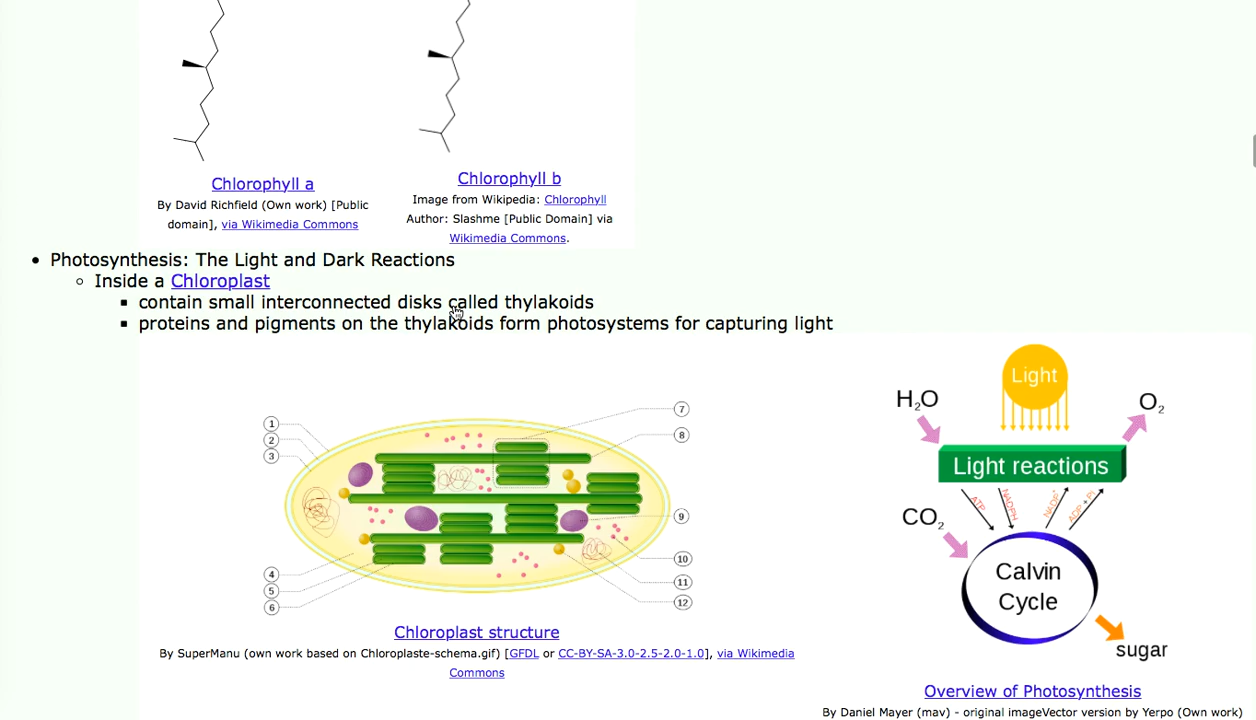 Chlorophyll a
By David Richfield (Own work) [Public
domain], via Wikimedia Commons
Chlorophyll b
Image from Wikipedia: Chlorophyll
Author: Slashme [Public Domain] via
Wikimedia Commons.
Photosynthesis: The Light and Dark Reactions
Inside a Chloroplast
contain small interconnected disks called thylakoids
proteins and pigments on the thylakoids form photosystems for capturing light
1
2
3
4
5
6
7
8
9
10
11
12
Chloroplast structure
By SuperManu (own work based on Chloroplaste-schema.gif) [GFDL or CC-BY-SA-3.0-2.5-2.0-1.0], via Wikimedia
Commons
Light
H₂O
O₂
Light reactions
ATP
NADPH
NADP⁺
ADP + Pi
CO₂
Calvin
Cycle
sugar
Overview of Photosynthesis
By Daniel Mayer (mav) - original imageVector version by Yerpo (Own work)